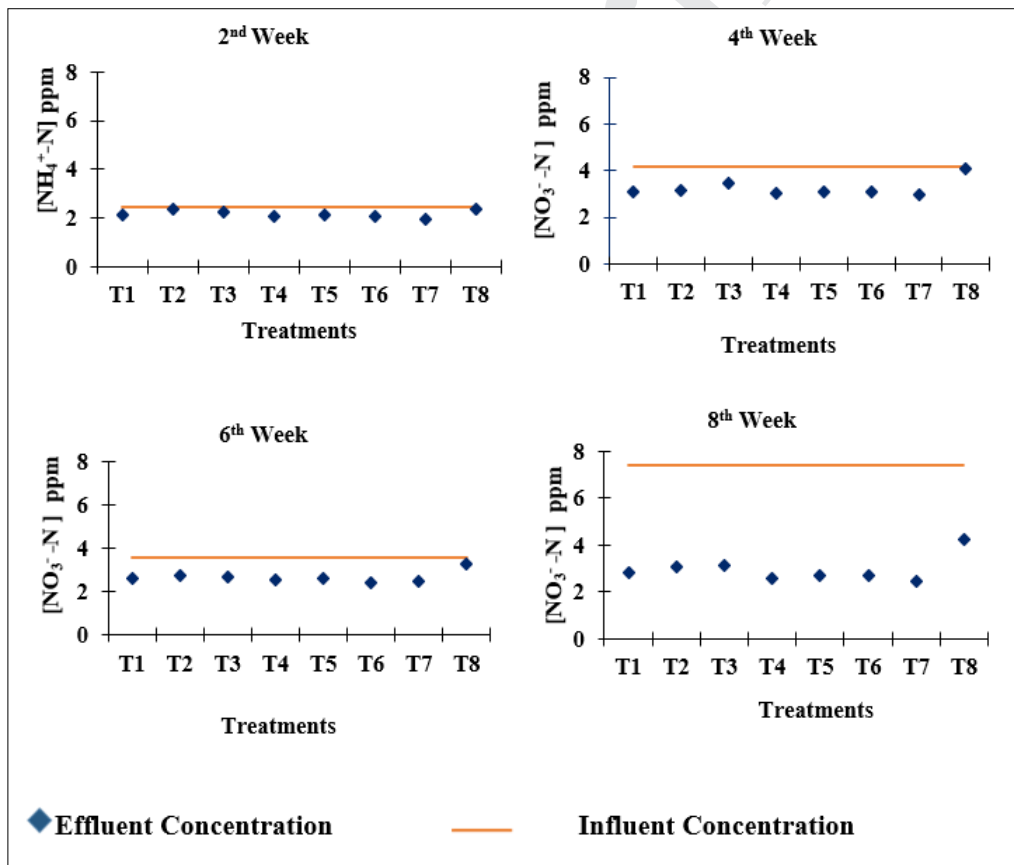 2nd Week
[NH4+-N] ppm
8
6
4
2
0
T1 T2 T3 T4 T5 T6 T7 T8
Treatments
4th Week
[NO3- -N ] ppm
8
6
4
2
0
T1 T2 T3 T4 T5 T6 T7 T8
Treatments
6th Week
[NO3- -N ] ppm
8
6
4
2
0
T1 T2 T3 T4 T5 T6 T7 T8
Treatments
8th Week
[NO3- -N ] ppm
8
6
4
2
0
T1 T2 T3 T4 T5 T6 T7 T8
Treatments
Effluent Concentration Influent Concentration